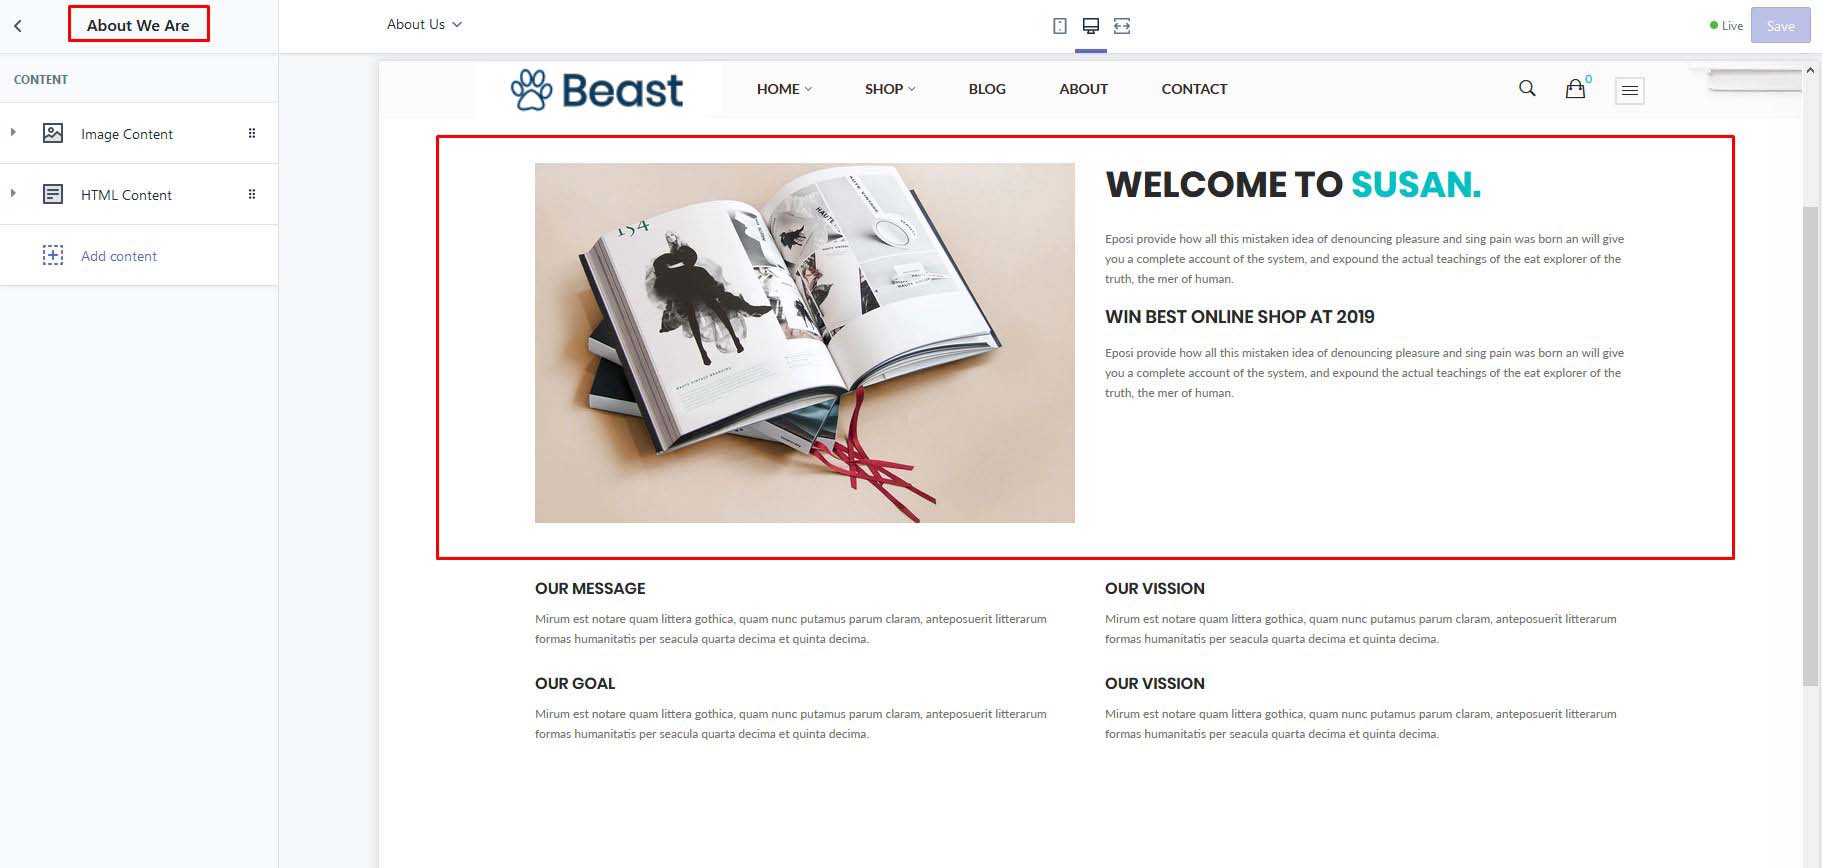 About We Are
About Us
Live
Save
CONTENT
Image Content
HTML Content
Add content
Beast
HOME
SHOP
BLOG
ABOUT
CONTACT
0
154
HAUTE VINTAGE BRANDING
WELCOME TO SUSAN.
Eposi provide how all this mistaken idea of denouncing pleasure and sing pain was born an will give
you a complete account of the system, and expound the actual teachings of the eat explorer of the
truth, the mer of human.
WIN BEST ONLINE SHOP AT 2019
Eposi provide how all this mistaken idea of denouncing pleasure and sing pain was born an will give
you a complete account of the system, and expound the actual teachings of the eat explorer of the
truth, the mer of human.
OUR MESSAGE
Mirum est notare quam littera gothica, quam nunc putamus parum claram, anteposuerit litterarum
formas humanitatis per seacula quarta decima et quinta decima.
OUR VISSION
Mirum est notare quam littera gothica, quam nunc putamus parum claram, anteposuerit litterarum
formas humanitatis per seacula quarta decima et quinta decima.
OUR GOAL
Mirum est notare quam littera gothica, quam nunc putamus parum claram, anteposuerit litterarum
formas humanitatis per seacula quarta decima et quinta decima.
OUR VISSION
Mirum est notare quam littera gothica, quam nunc putamus parum claram, anteposuerit litterarum
formas humanitatis per seacula quarta decima et quinta decima.